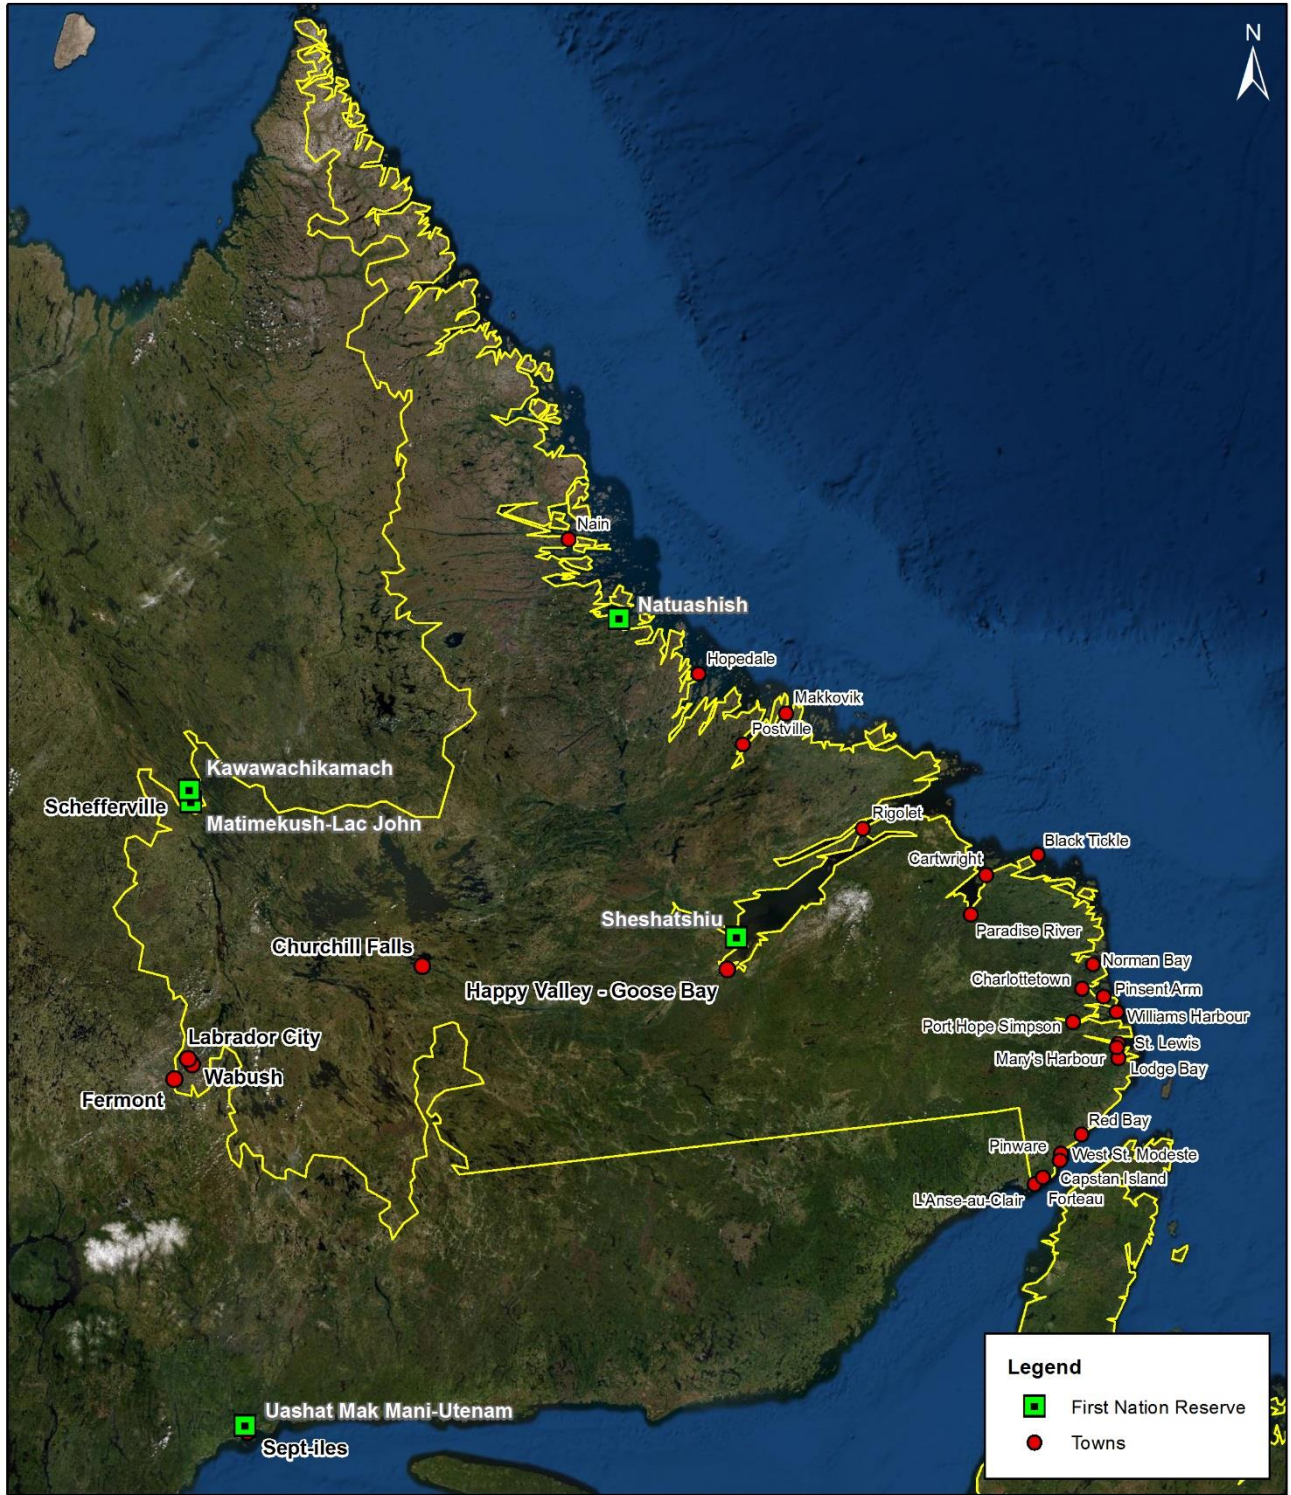 N
Nain
Natuashish
Hopedale
Makkovik
Postville
Kawawachikamach
Schefferville
Matimekush-Lac John
Rigolet
Black Tickle
Cartwright
Sheshatshiu
Paradise River
Churchill Falls
Norman Bay
Charlottetown
Happy Valley - Goose Bay
Pinsent Arm
Williams Harbour
Port Hope Simpson
Labrador City
St. Lewis
Mary's Harbour
Lodge Bay
Wabush
Fermont
Red Bay
Pinware
West St. Modeste
Capstan Island
L'Anse-au-Clair
Forteau
Legend
First Nation Reserve
Towns
Uashat Mak Mani-Utenam
Sept-iles